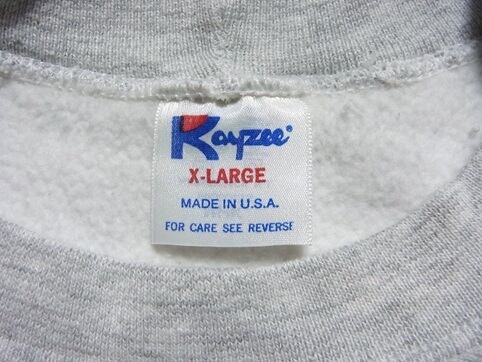 Kayzee®
X-LARGE
MADE IN U.S.A.
FOR CARE SEE REVERSE